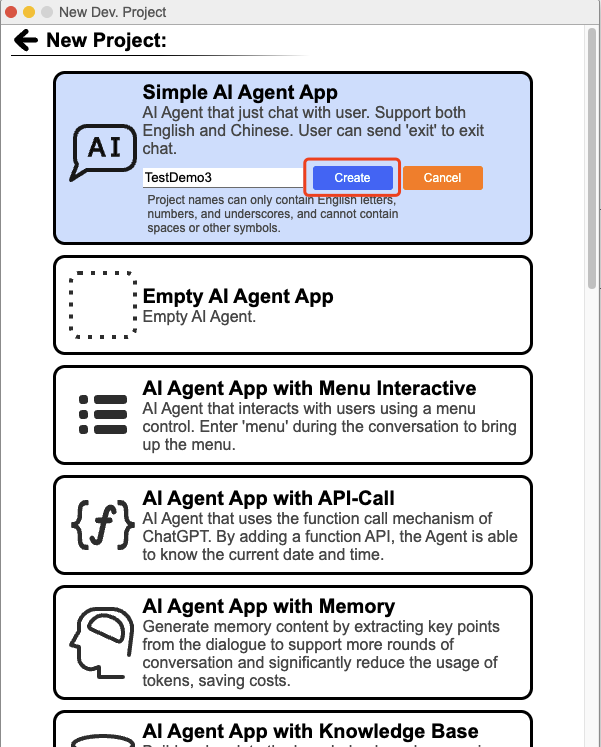 New Dev. Project
New Project:
Simple AI Agent App
AI Agent that just chat with user. Support both
English and Chinese. User can send 'exit' to exit
chat.
AI
TestDemo3 Create Cancel
Project names can only contain English letters,
numbers, and underscores, and cannot contain
spaces or other symbols.
Empty AI Agent App
Empty AI Agent.
AI Agent App with Menu Interactive
AI Agent that interacts with users using a menu
control. Enter 'menu' during the conversation to bring
up the menu.
AI Agent App with API-Call
{f}
AI Agent that uses the function call mechanism of
ChatGPT. By adding a function API, the Agent is able
to know the current date and time.
AI Agent App with Memory
Generate memory content by extracting key points
from the dialogue to support more rounds of
conversation and significantly reduce the usage of
tokens, saving costs.
AI Agent App with Knowledge Base